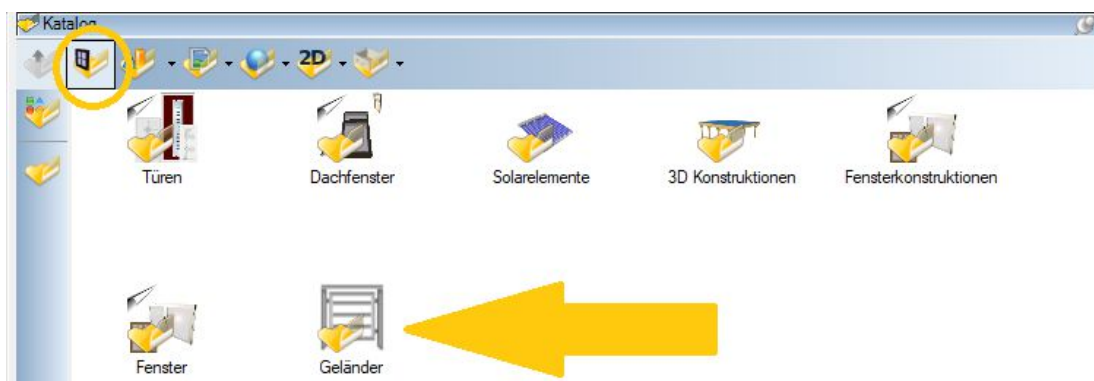 Katalog
2D
Türen
Dachfenster
Solarelemente
3D Konstruktionen
Fensterkonstruktionen
Fenster
Geländer